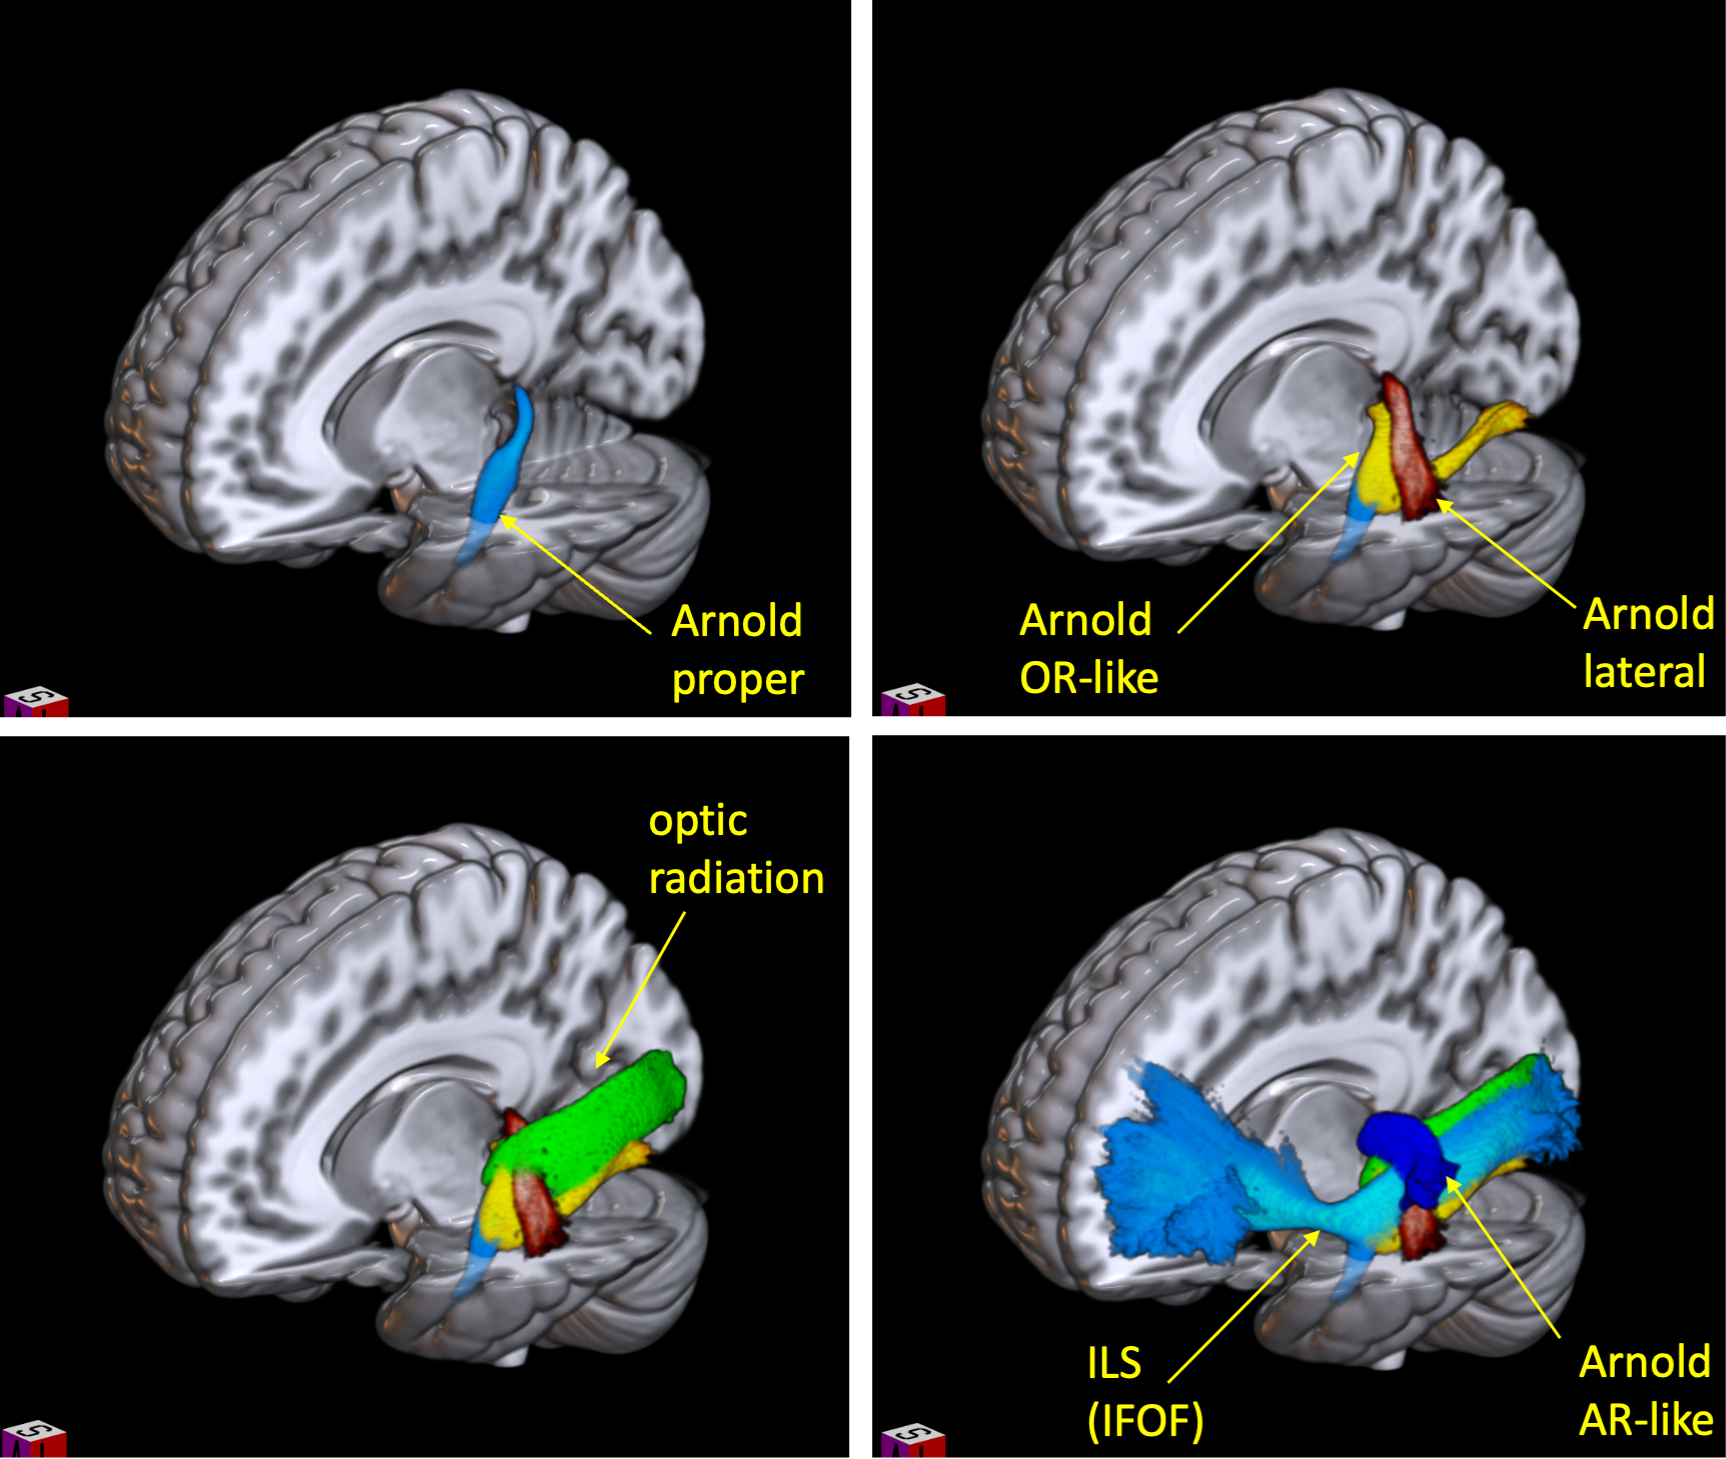 Arnold
proper
Arnold
OR-like
Arnold
lateral
optic
radiation
ILS
(IFOF)
Arnold
AR-like
S
S
S
S